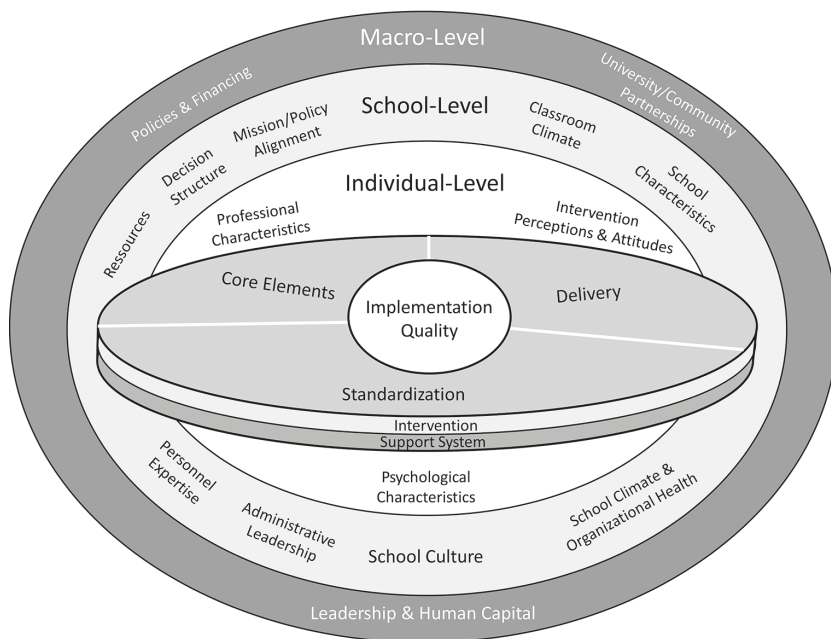 Macro-Level
Policies & Financing
University/Community
Partnerships
School-Level
Mission/Policy
Alignment
Classroom
Climate
Decision
Structure
School
Characteristics
Ressources
Individual-Level
Professional
Characteristics
Intervention
Perceptions & Attitudes
Core Elements
Delivery
Implementation
Quality
Standardization
Intervention
Support System
Psychological
Characteristics
Personnel
Expertise
Administrative
Leadership
School Culture
School Climate &
Organizational Health
Leadership & Human Capital